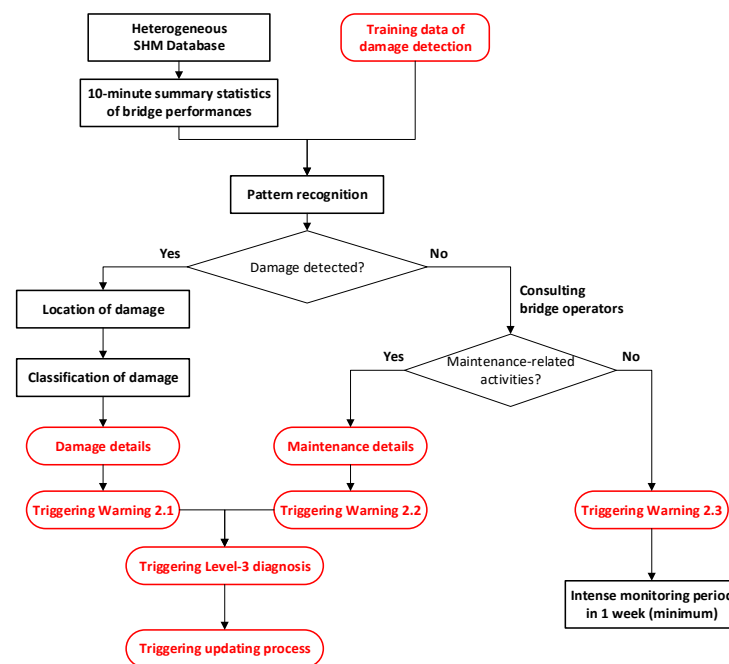 Heterogeneous
SHM Database
Training data of
damage detection
10-minute summary statistics
of bridge performances
Pattern recognition
Yes
No
Damage detected?
Location of damage
Consulting
bridge operators
Classification of damage
Yes
No
Maintenance-related
activities?
Damage details
Maintenance details
Triggering Warning 2.1
Triggering Warning 2.2
Triggering Warning 2.3
Triggering Level-3 diagnosis
Intense monitoring period
in 1 week (minimum)
Triggering updating process